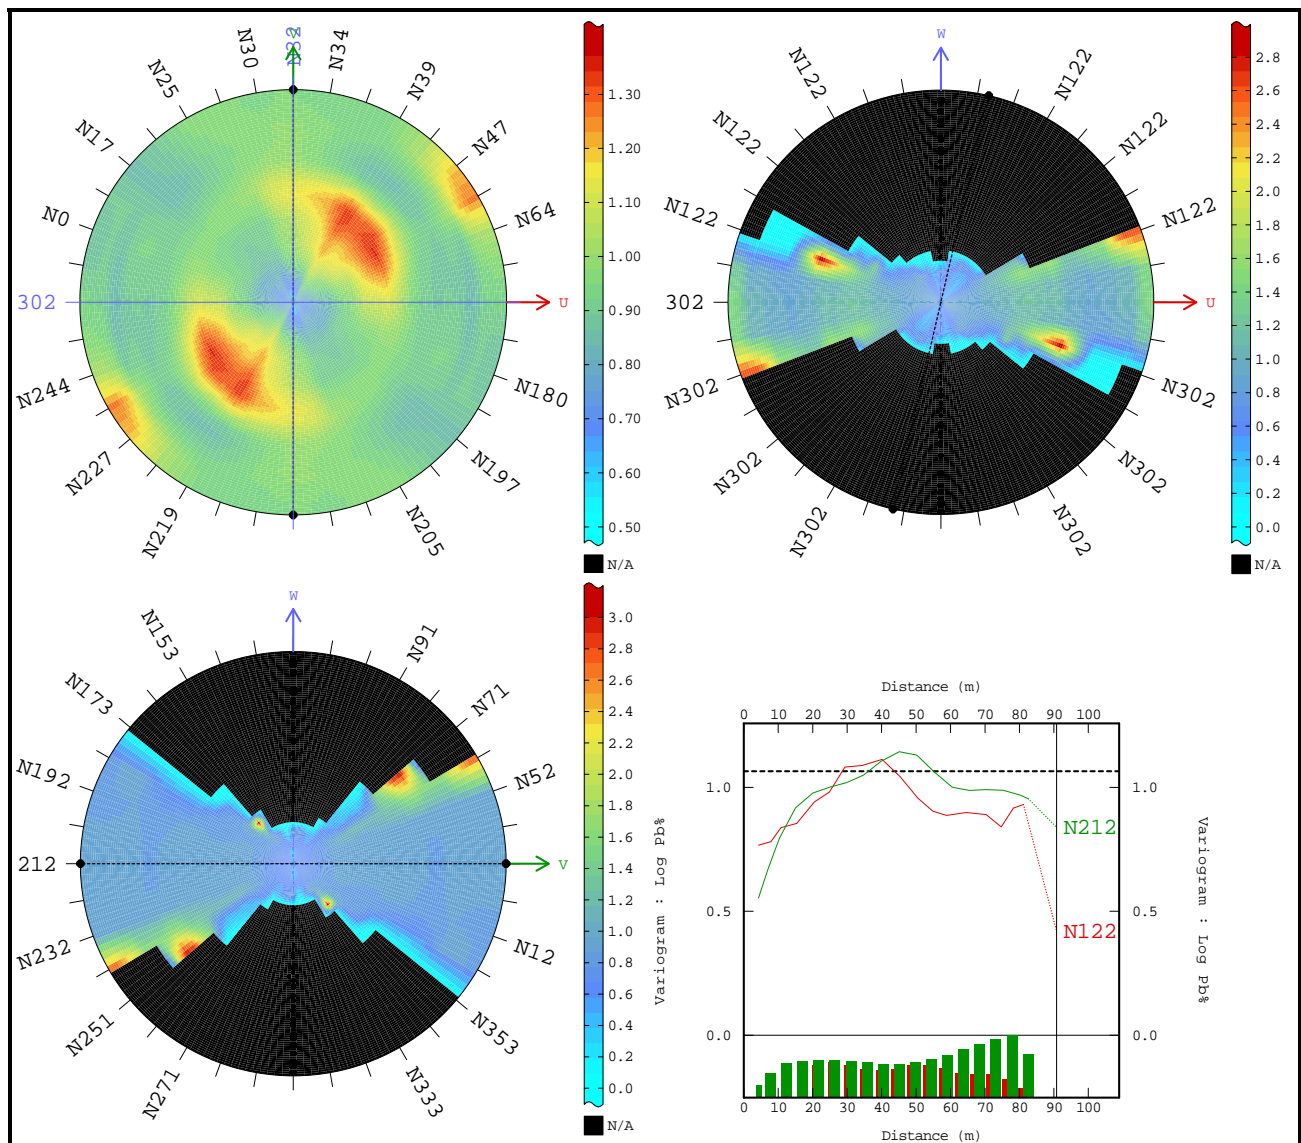 N30
N32
V
N34
N25
N39
N17
N47
N0
N64
302
U
N244
N180
N227
N197
N219
N205
1.30
1.20
1.10
1.00
0.90
0.80
0.70
0.60
0.50
N/A
W
N122
N122
N122
N122
N122
N122
302
U
N302
N302
N302
N302
N302
N302
2.8
2.6
2.4
2.2
2.0
1.8
1.6
1.4
1.2
1.0
0.8
0.6
0.4
0.2
0.0
N/A
W
N153
N91
N173
N71
N192
N52
212
V
N232
N12
N251
N353
N271
N333
3.0
2.8
2.6
2.4
2.2
2.0
1.8
1.6
1.4
1.2
1.0
0.8
0.6
0.4
0.2
0.0
N/A
Distance (m)
0 10 20 30 40 50 60 70 80 90 100
1.0
1.0
N212
0.5
0.5
N122
0.0
0.0
Variogram : Log Pb%
Variogram : Log Pb%
0 10 20 30 40 50 60 70 80 90 100
Distance (m)